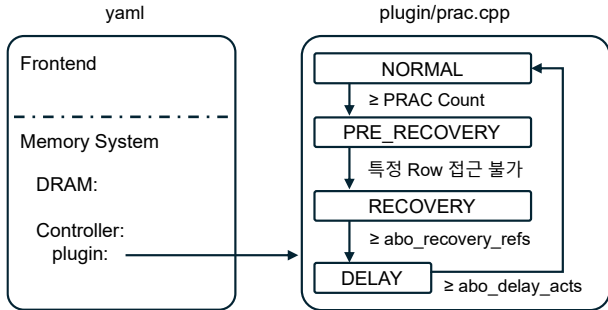 yaml
Frontend
Memory System
DRAM:
Controller:
plugin:
plugin/prac.cpp
NORMAL
≥ PRAC Count
PRE_RECOVERY
특정 Row 접근 불가
RECOVERY
≥ abo_recovery_refs
DELAY
≥ abo_delay_acts